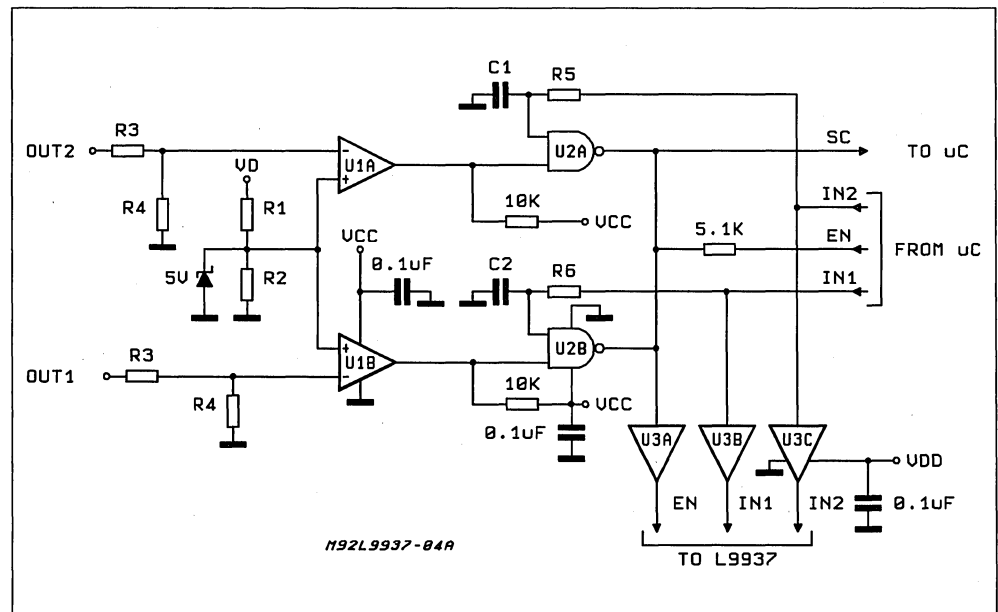 C1
R5
R3
OUT2
VD
U1A
U2A
SC
TO uC
R4
R1
10K
VCC
IN2
5.1K
EN
FROM uC
VCC
0.1uF
5V
R2
C2
R6
IN1
U2B
R3
U1B
OUT1
10K
VCC
R4
0.1uF
U3A
U3B
U3C
VDD
EN
IN1
IN2
0.1uF
M92L9937-04A
TO L9937
- + + -